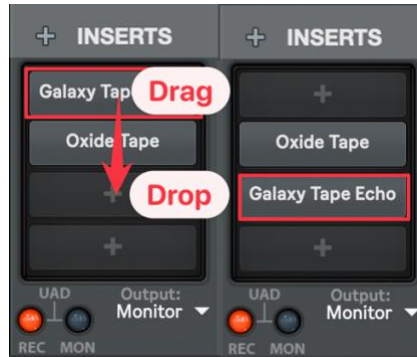 + INSERTS
Galaxy Tap
Drag
Oxide Tape
Drop
+
+
UAD
Output:
Monitor
REC MON
+ INSERTS
+
Oxide Tape
Galaxy Tape Echo
+
UAD
Output:
Monitor
REC MON